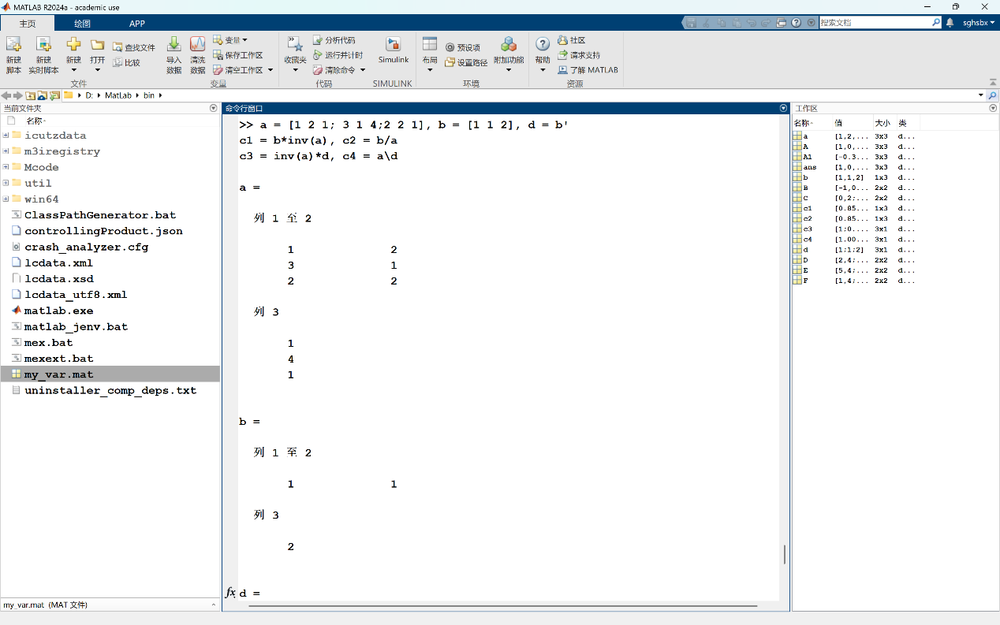 MATLAB R2024a - academic use
主页 绘图 APP
搜索文档
sghsbx
新建脚本
新建实时脚本
新建
打开
查找文件
比较
文件
导入数据
清洗数据
变量
保存工作区
清空工作区
变量
收藏夹
分析代码
运行并计时
清除命令
代码
Simulink
SIMULINK
布局
预设项
设置路径
附加功能
环境
帮助
社区
请求支持
了解 MATLAB
资源
D: MatLab bin
当前文件夹
名称
icutzdata
m3iregistry
Mcode
util
win64
ClassPathGenerator.bat
controllingProduct.json
crash_analyzer.cfg
lcdata.xml
lcdata.xsd
lcdata_utf8.xml
matlab.exe
matlab_jenv.bat
mex.bat
mexext.bat
my_var.mat
uninstaller_comp_deps.txt
my_var.mat (MAT 文件)
命令行窗口
>> a = [1 2 1; 3 1 4;2 2 1], b = [1 1 2], d = b'
c1 = b*inv(a), c2 = b/a
c3 = inv(a)*d, c4 = a\d
a =
列 1 至 2
1 2
3 1
2 2
列 3
1
4
1
b =
列 1 至 2
1 1
列 3
2
fx d =
工作区
名称 值 大小 类
a [1,2,... 3x3 d...
A [1,0,... 3x3 d...
A1 [-0.3... 3x3 d...
ans [1,0,... 3x3 d...
b [1,1,2] 1x3 d...
B [-1,0... 2x2 d...
C [0,2;... 2x2 d...
c1 [0.85... 1x3 d...
c2 [0.85... 1x3 d...
c3 [1;0.... 3x1 d...
c4 [1.00... 3x1 d...
d [1;1;2] 3x1 d...
D [2,4;... 2x2 d...
E [5,4;... 2x2 d...
F [1,4;... 2x2 d...